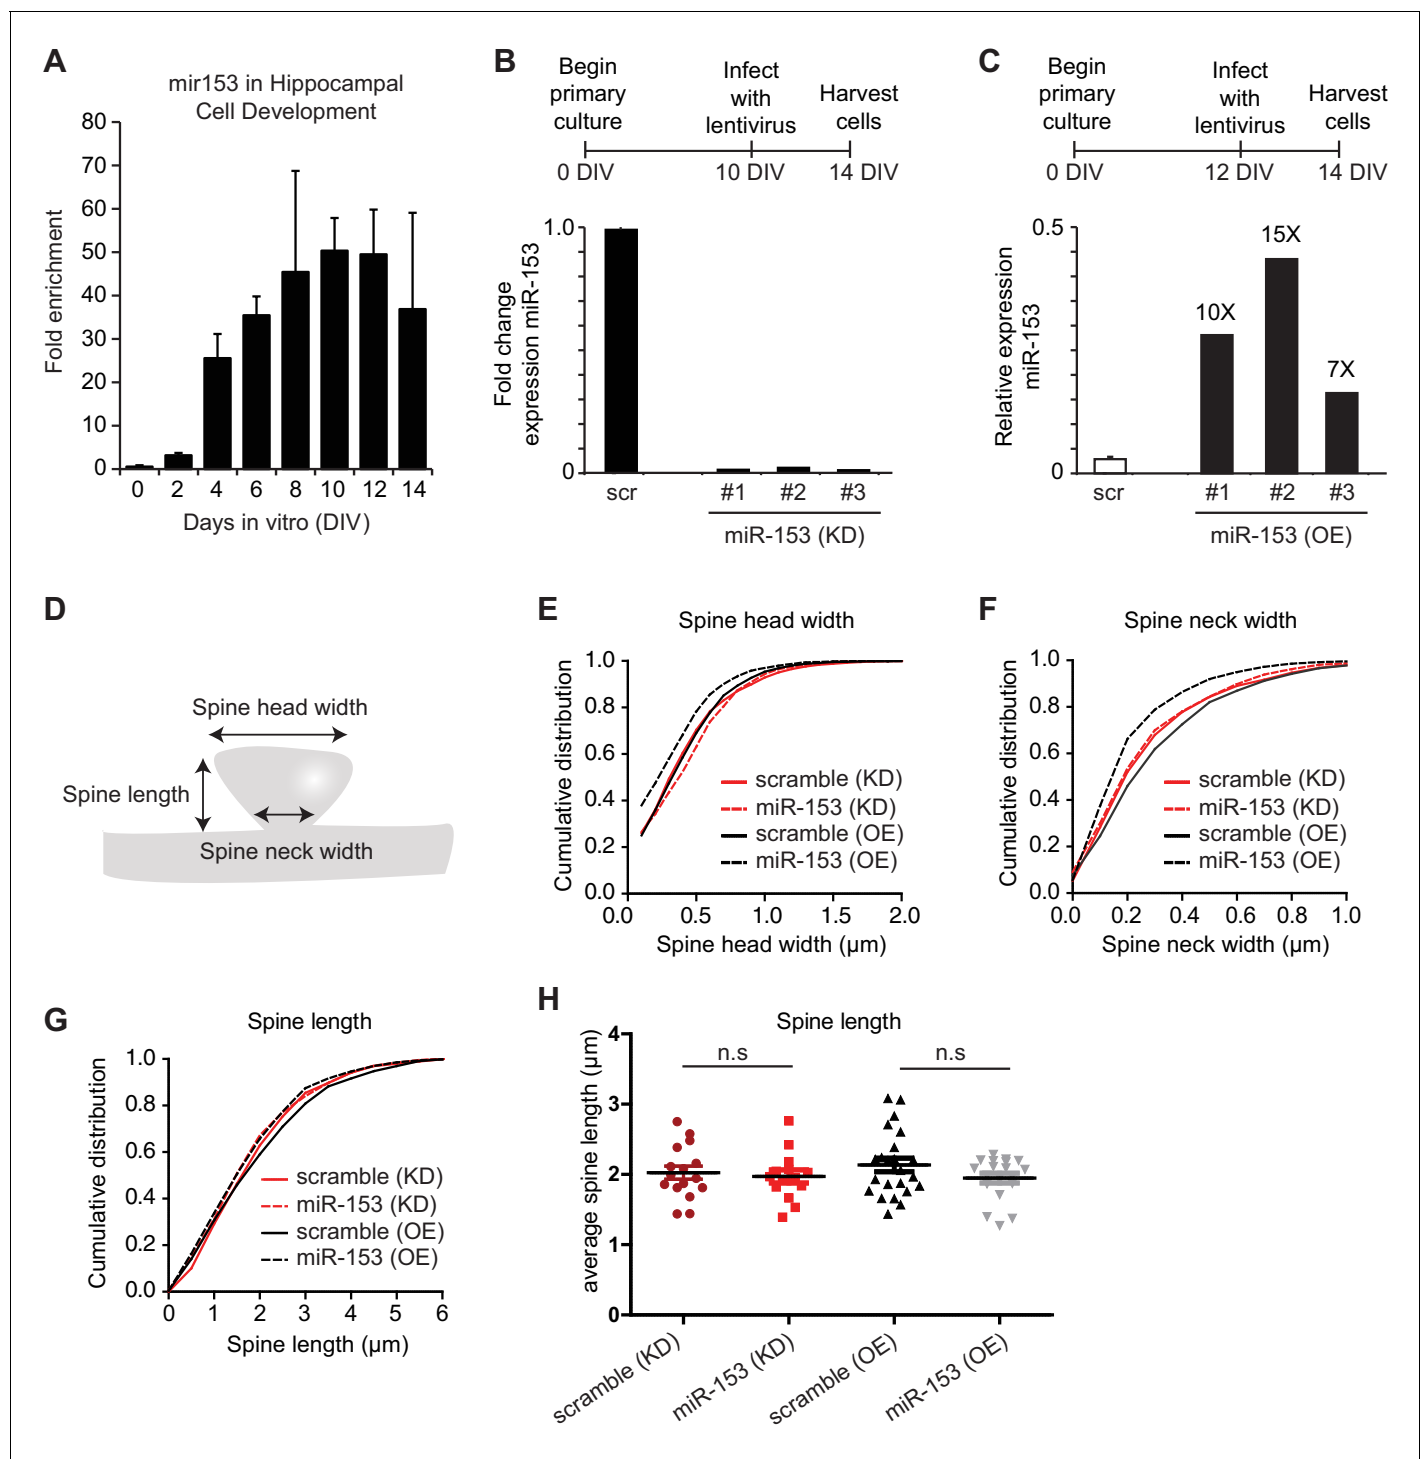 A
mir153 in Hippocampal
Cell Development
80
70
60
50
40
30
20
10
0
Fold enrichment
0 2 4 6 8 10 12 14
Days in vitro (DIV)
B
Begin
primary
culture
Infect
with
lentivirus
Harvest
cells
0 DIV
10 DIV
14 DIV
1.0
0
Fold change
expression miR-153
scr
#1 #2 #3
miR-153 (KD)
C
Begin
primary
culture
Infect
with
lentivirus
Harvest
cells
0 DIV
12 DIV
14 DIV
0.5
0
Relative expression
miR-153
10X
15X
7X
scr
#1 #2 #3
miR-153 (OE)
D
Spine head width
Spine length
Spine neck width
E
Spine head width
1.0
0.8
0.6
0.4
0.2
0.0
Cumulative distribution
scramble (KD)
miR-153 (KD)
scramble (OE)
miR-153 (OE)
0.0 0.5 1.0 1.5 2.0
Spine head width (µm)
F
Spine neck width
1.0
0.8
0.6
0.4
0.2
0.0
Cumulative distribution
scramble (KD)
miR-153 (KD)
scramble (OE)
miR-153 (OE)
0.0 0.2 0.4 0.6 0.8 1.0
Spine neck width (µm)
G
Spine length
1.0
0.8
0.6
0.4
0.2
0.0
Cumulative distribution
scramble (KD)
miR-153 (KD)
scramble (OE)
miR-153 (OE)
0 1 2 3 4 5 6
Spine length (µm)
H
Spine length
4
3
2
1
0
average spine length (µm)
n.s
n.s
scramble (KD)
miR-153 (KD)
scramble (OE)
miR-153 (OE)